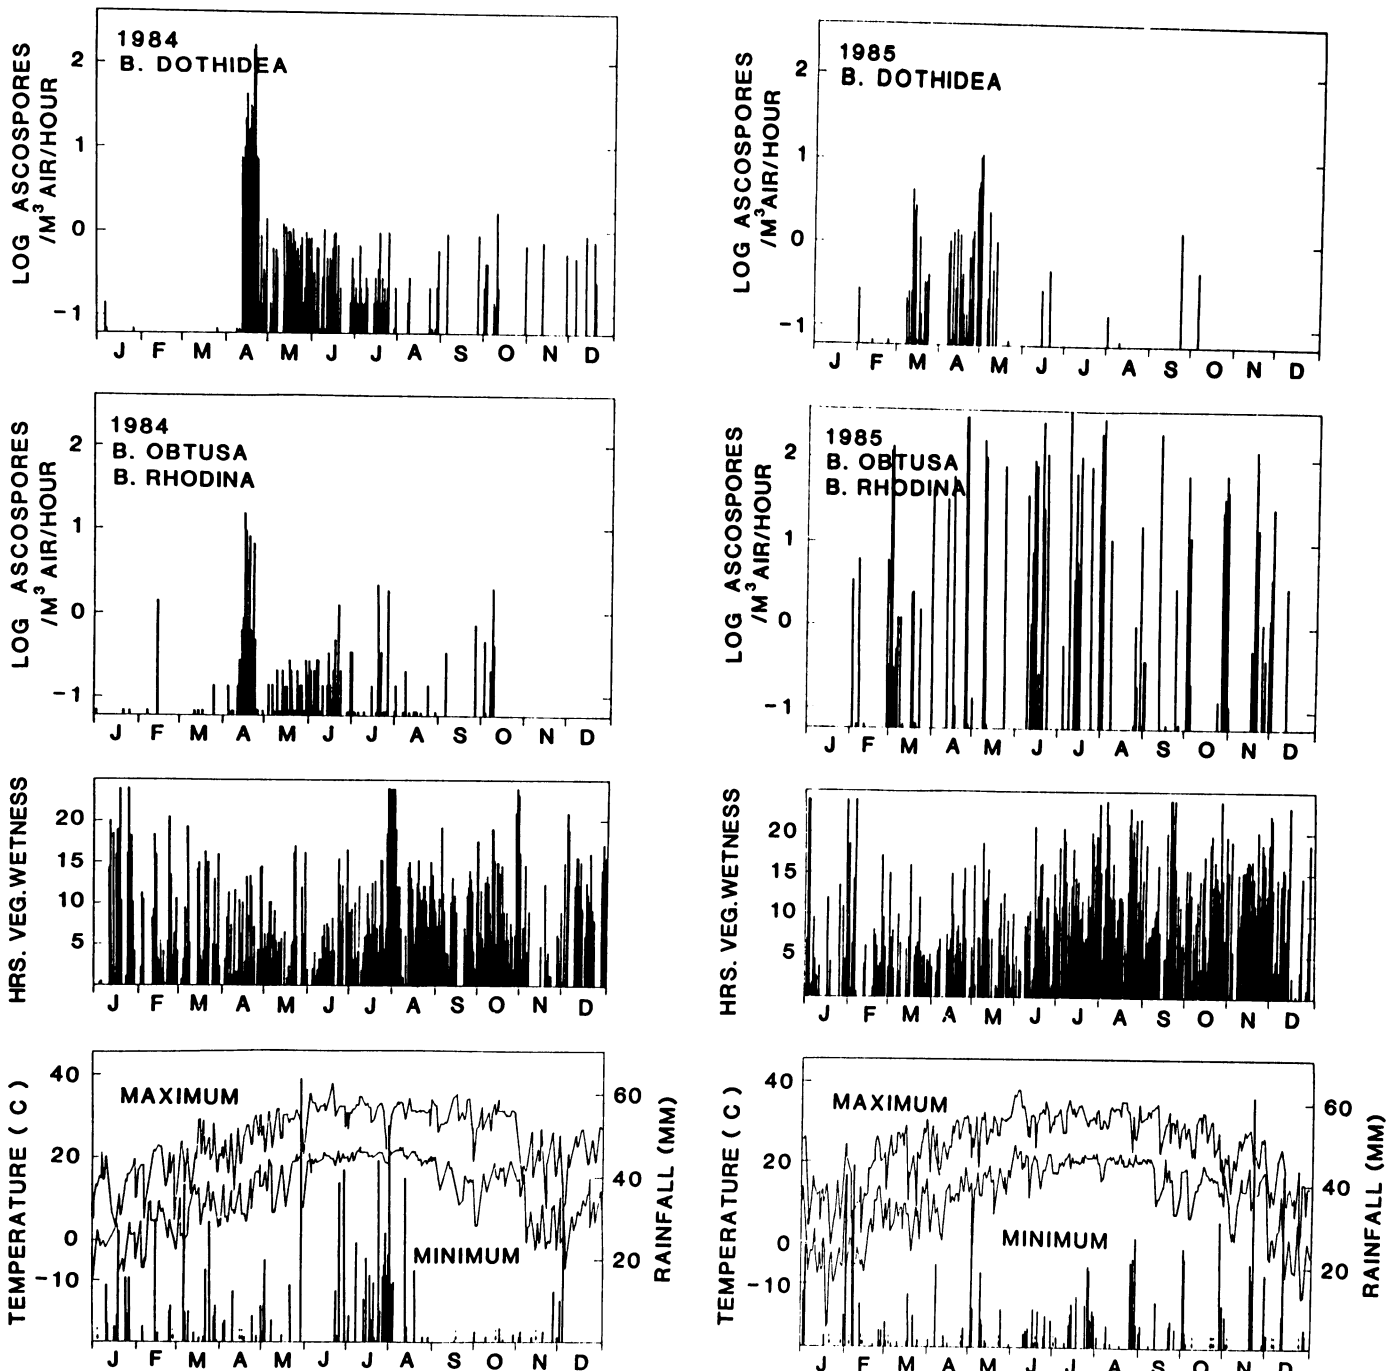 1984
B. DOTHIDEA
LOG ASCOSPORES
/M³ AIR/HOUR
2
1
0
-1
J F M A M J J A S O N D
1985
B. DOTHIDEA
LOG ASCOSPORES
/M³ AIR/HOUR
2
1
0
-1
J F M A M J J A S O N D
1984
B. OBTUSA
B. RHODINA
LOG ASCOSPORES
/M³ AIR/HOUR
2
1
0
-1
J F M A M J J A S O N D
1985
B. OBTUSA
B. RHODINA
LOG ASCOSPORES
/M³ AIR/HOUR
2
1
0
-1
J F M A M J J A S O N D
HRS. VEG. WETNESS
20
15
10
5
J F M A M J J A S O N D
HRS. VEG. WETNESS
20
15
10
5
J F M A M J J A S O N D
TEMPERATURE ( C )
40
20
0
-10
MAXIMUM
MINIMUM
60
40
20
RAINFALL (MM)
J F M A M J J A S O N D
TEMPERATURE ( C )
40
20
0
-10
MAXIMUM
MINIMUM
60
40
20
RAINFALL (MM)
J F M A M J J A S O N D